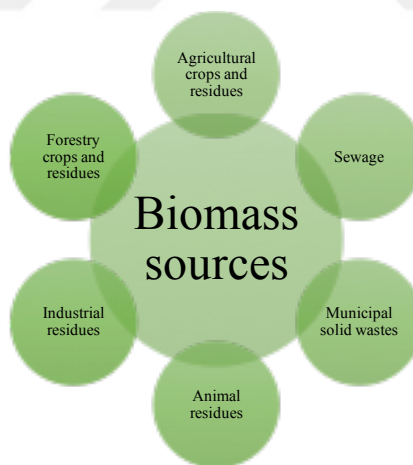 Agricultural
crops and
residues
Forestry
crops and
residues
Sewage
Biomass
sources
Industrial
residues
Municipal
solid wastes
Animal
residues